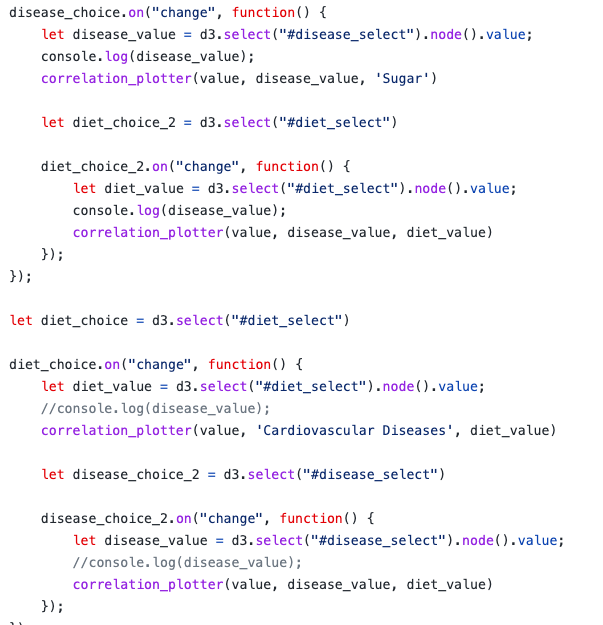 disease_choice.on("change", function() {
    let disease_value = d3.select("#disease_select").node().value;
    console.log(disease_value);
    correlation_plotter(value, disease_value, 'Sugar')

    let diet_choice_2 = d3.select("#diet_select")

    diet_choice_2.on("change", function() {
        let diet_value = d3.select("#diet_select").node().value;
        console.log(disease_value);
        correlation_plotter(value, disease_value, diet_value)
    });
});

let diet_choice = d3.select("#diet_select")

diet_choice.on("change", function() {
    let diet_value = d3.select("#diet_select").node().value;
    //console.log(disease_value);
    correlation_plotter(value, 'Cardiovascular Diseases', diet_value)

    let disease_choice_2 = d3.select("#disease_select")

    disease_choice_2.on("change", function() {
        let disease_value = d3.select("#disease_select").node().value;
        //console.log(disease_value);
        correlation_plotter(value, disease_value, diet_value)
    });